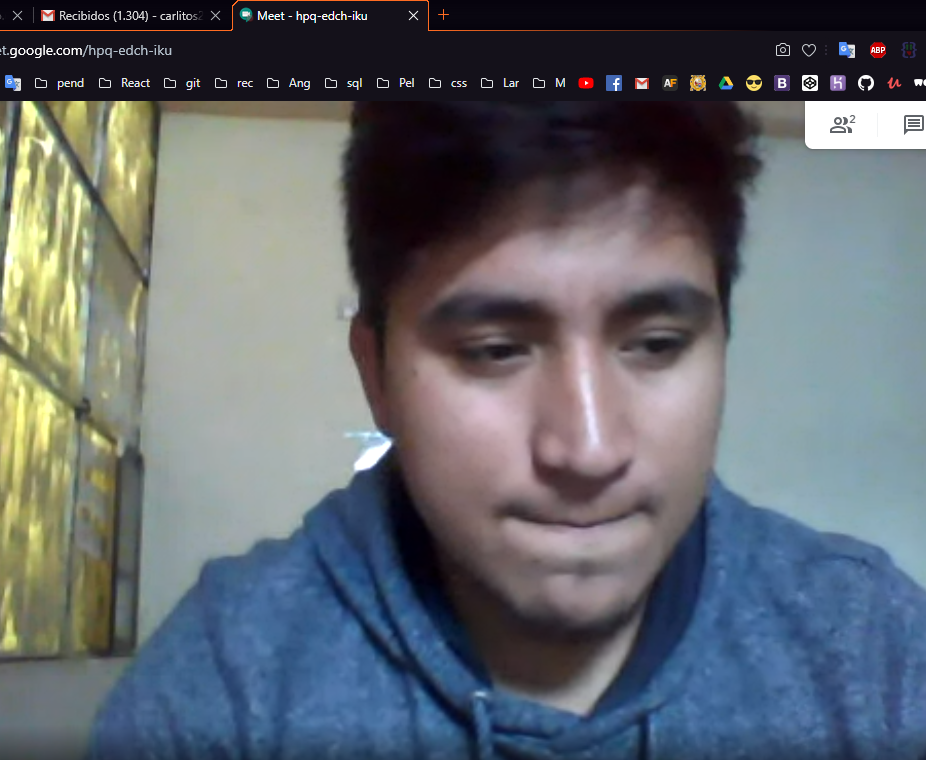 Recibidos (1.304) - carlitos2
Meet - hpq-edch-iku
et.google.com/hpq-edch-iku
ABP
pend
React
git
rec
Ang
sql
Pel
css
Lar
M
AF
B
2